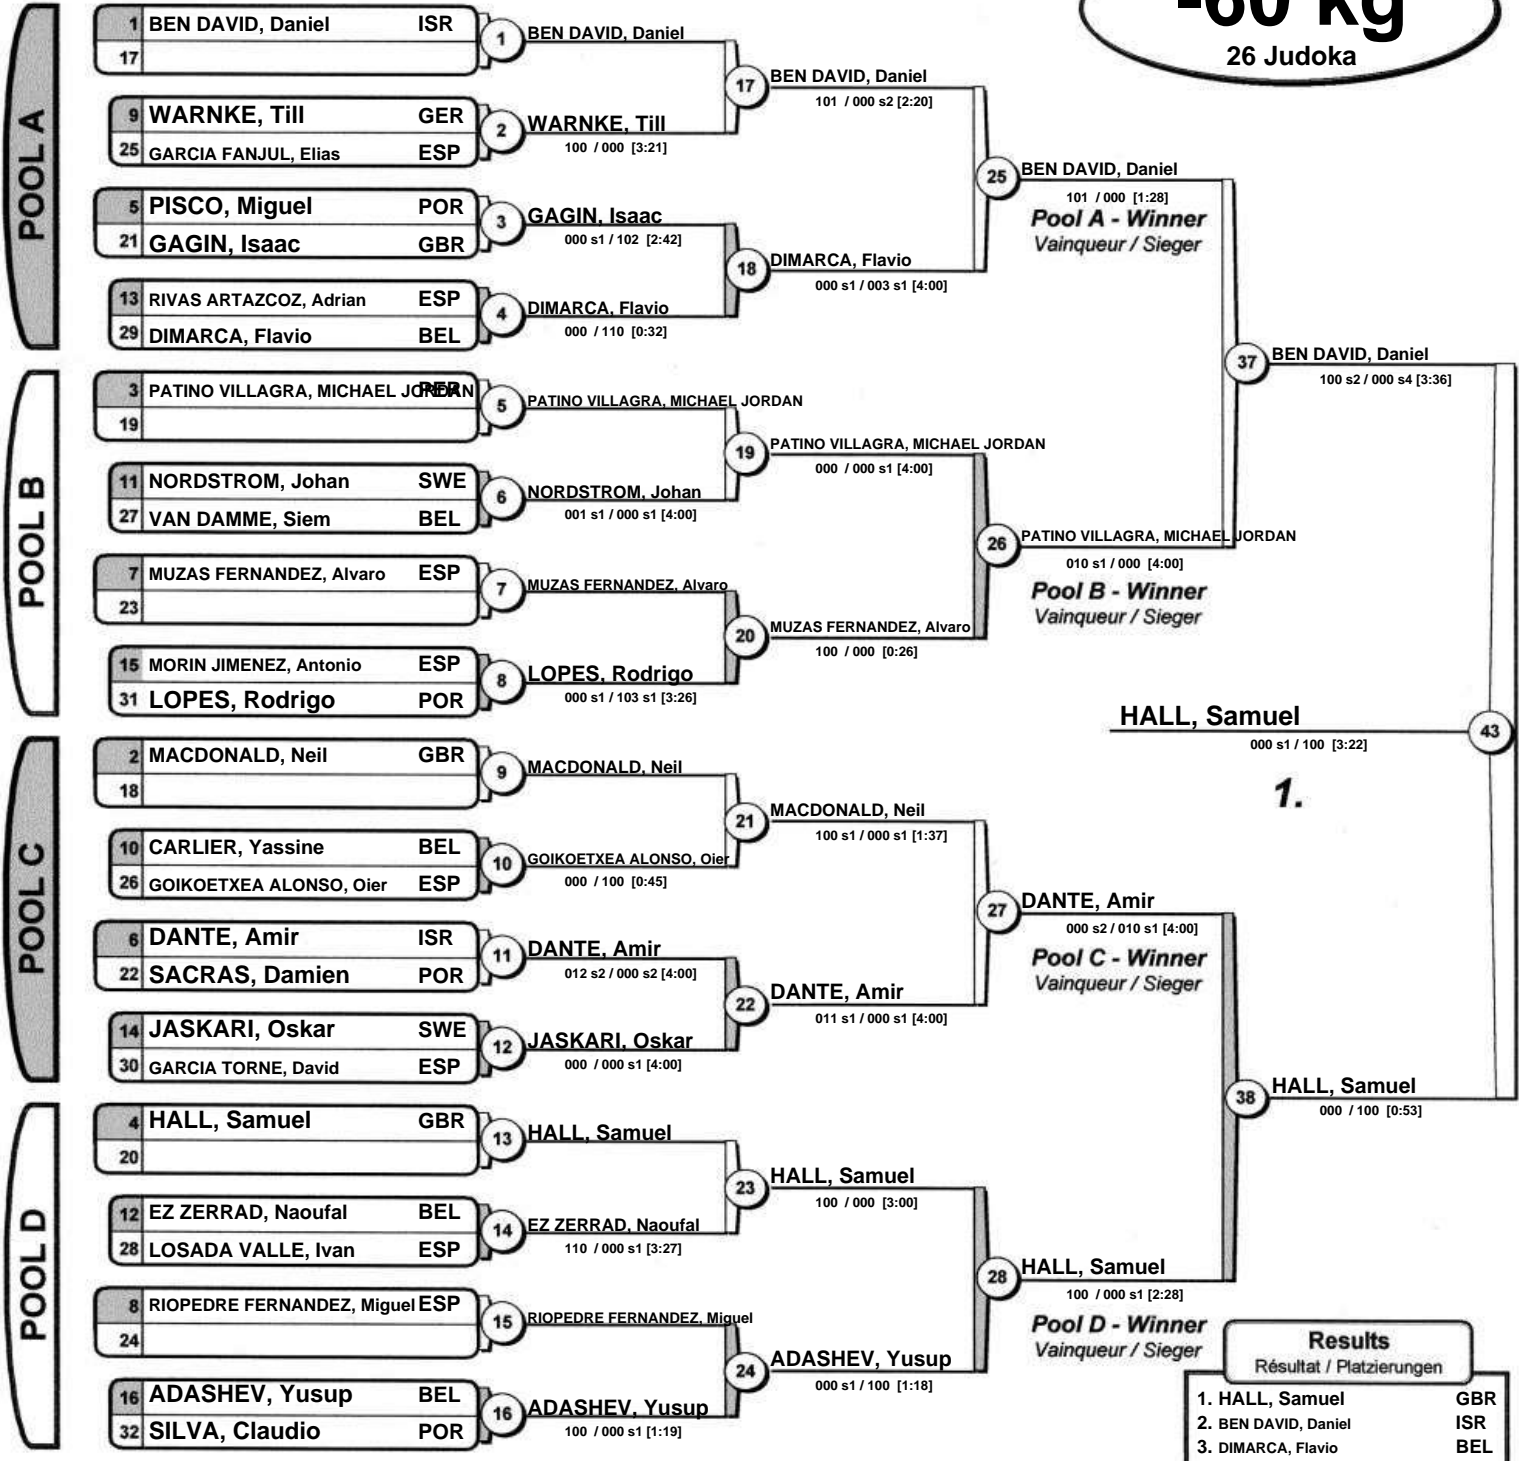 -60 kg
26 Judoka
POOL A
1 BEN DAVID, Daniel ISR
17
9 WARNKE, Till GER
25 GARCIA FANJUL, Elias ESP
5 PISCO, Miguel POR
21 GAGIN, Isaac GBR
13 RIVAS ARTAZCOZ, Adrian ESP
29 DIMARCA, Flavio BEL
POOL B
3 PATINO VILLAGRA, MICHAEL JORDAN PER
19
11 NORDSTROM, Johan SWE
27 VAN DAMME, Siem BEL
7 MUZAS FERNANDEZ, Alvaro ESP
23
15 MORIN JIMENEZ, Antonio ESP
31 LOPES, Rodrigo POR
POOL C
2 MACDONALD, Neil GBR
18
10 CARLIER, Yassine BEL
26 GOIKOETXEA ALONSO, Oier ESP
6 DANTE, Amir ISR
22 SACRAS, Damien POR
14 JASKARI, Oskar SWE
30 GARCIA TORNE, David ESP
POOL D
4 HALL, Samuel GBR
20
12 EZ ZERRAD, Naoufal BEL
28 LOSADA VALLE, Ivan ESP
8 RIOPEDRE FERNANDEZ, Miguel ESP
24
16 ADASHEV, Yusup BEL
32 SILVA, Claudio POR
1 BEN DAVID, Daniel
2 WARNKE, Till
100 / 000 [3:21]
3 GAGIN, Isaac
000 s1 / 102 [2:42]
4 DIMARCA, Flavio
000 / 110 [0:32]
5 PATINO VILLAGRA, MICHAEL JORDAN
6 NORDSTROM, Johan
001 s1 / 000 s1 [4:00]
7 MUZAS FERNANDEZ, Alvaro
8 LOPES, Rodrigo
000 s1 / 103 s1 [3:26]
9 MACDONALD, Neil
10 GOIKOETXEA ALONSO, Oier
000 / 100 [0:45]
11 DANTE, Amir
012 s2 / 000 s2 [4:00]
12 JASKARI, Oskar
000 / 000 s1 [4:00]
13 HALL, Samuel
14 EZ ZERRAD, Naoufal
110 / 000 s1 [3:27]
15 RIOPEDRE FERNANDEZ, Miguel
16 ADASHEV, Yusup
100 / 000 s1 [1:19]
17 BEN DAVID, Daniel
101 / 000 s2 [2:20]
18 DIMARCA, Flavio
000 s1 / 003 s1 [4:00]
19 PATINO VILLAGRA, MICHAEL JORDAN
000 / 000 s1 [4:00]
20 MUZAS FERNANDEZ, Alvaro
100 / 000 [0:26]
21 MACDONALD, Neil
100 s1 / 000 s1 [1:37]
22 DANTE, Amir
011 s1 / 000 s1 [4:00]
23 HALL, Samuel
100 / 000 [3:00]
24 ADASHEV, Yusup
000 s1 / 100 [1:18]
25 BEN DAVID, Daniel
101 / 000 [1:28]
Pool A - Winner
Vainqueur / Sieger
26 PATINO VILLAGRA, MICHAEL JORDAN
010 s1 / 000 [4:00]
Pool B - Winner
Vainqueur / Sieger
27 DANTE, Amir
000 s2 / 010 s1 [4:00]
Pool C - Winner
Vainqueur / Sieger
28 HALL, Samuel
100 / 000 s1 [2:28]
Pool D - Winner
Vainqueur / Sieger
37 BEN DAVID, Daniel
100 s2 / 000 s4 [3:36]
38 HALL, Samuel
000 / 100 [0:53]
HALL, Samuel 43
000 s1 / 100 [3:22]
1.
Results
Résultat / Platzierungen
1. HALL, Samuel GBR
2. BEN DAVID, Daniel ISR
3. DIMARCA, Flavio BEL